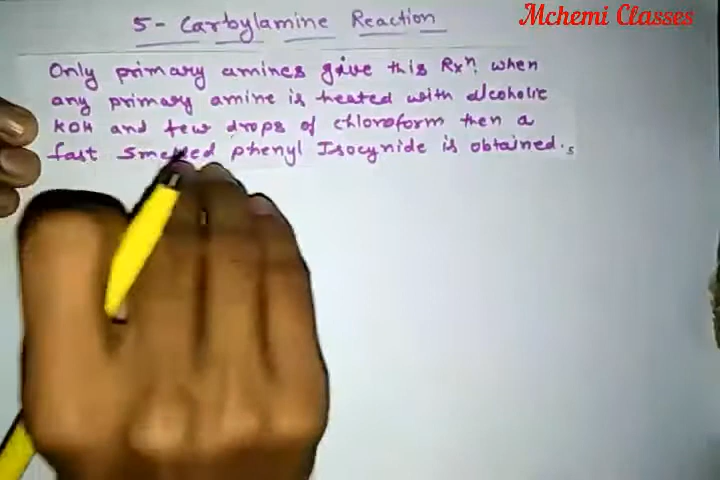 Mchemi Classes
5- Carbylamine Reaction
Only primary amines give this Rxⁿ. when
any primary amine is heated with alcoholic
KOH and few drops of chloroform then a
fast smelled phenyl Isocynide is obtained.